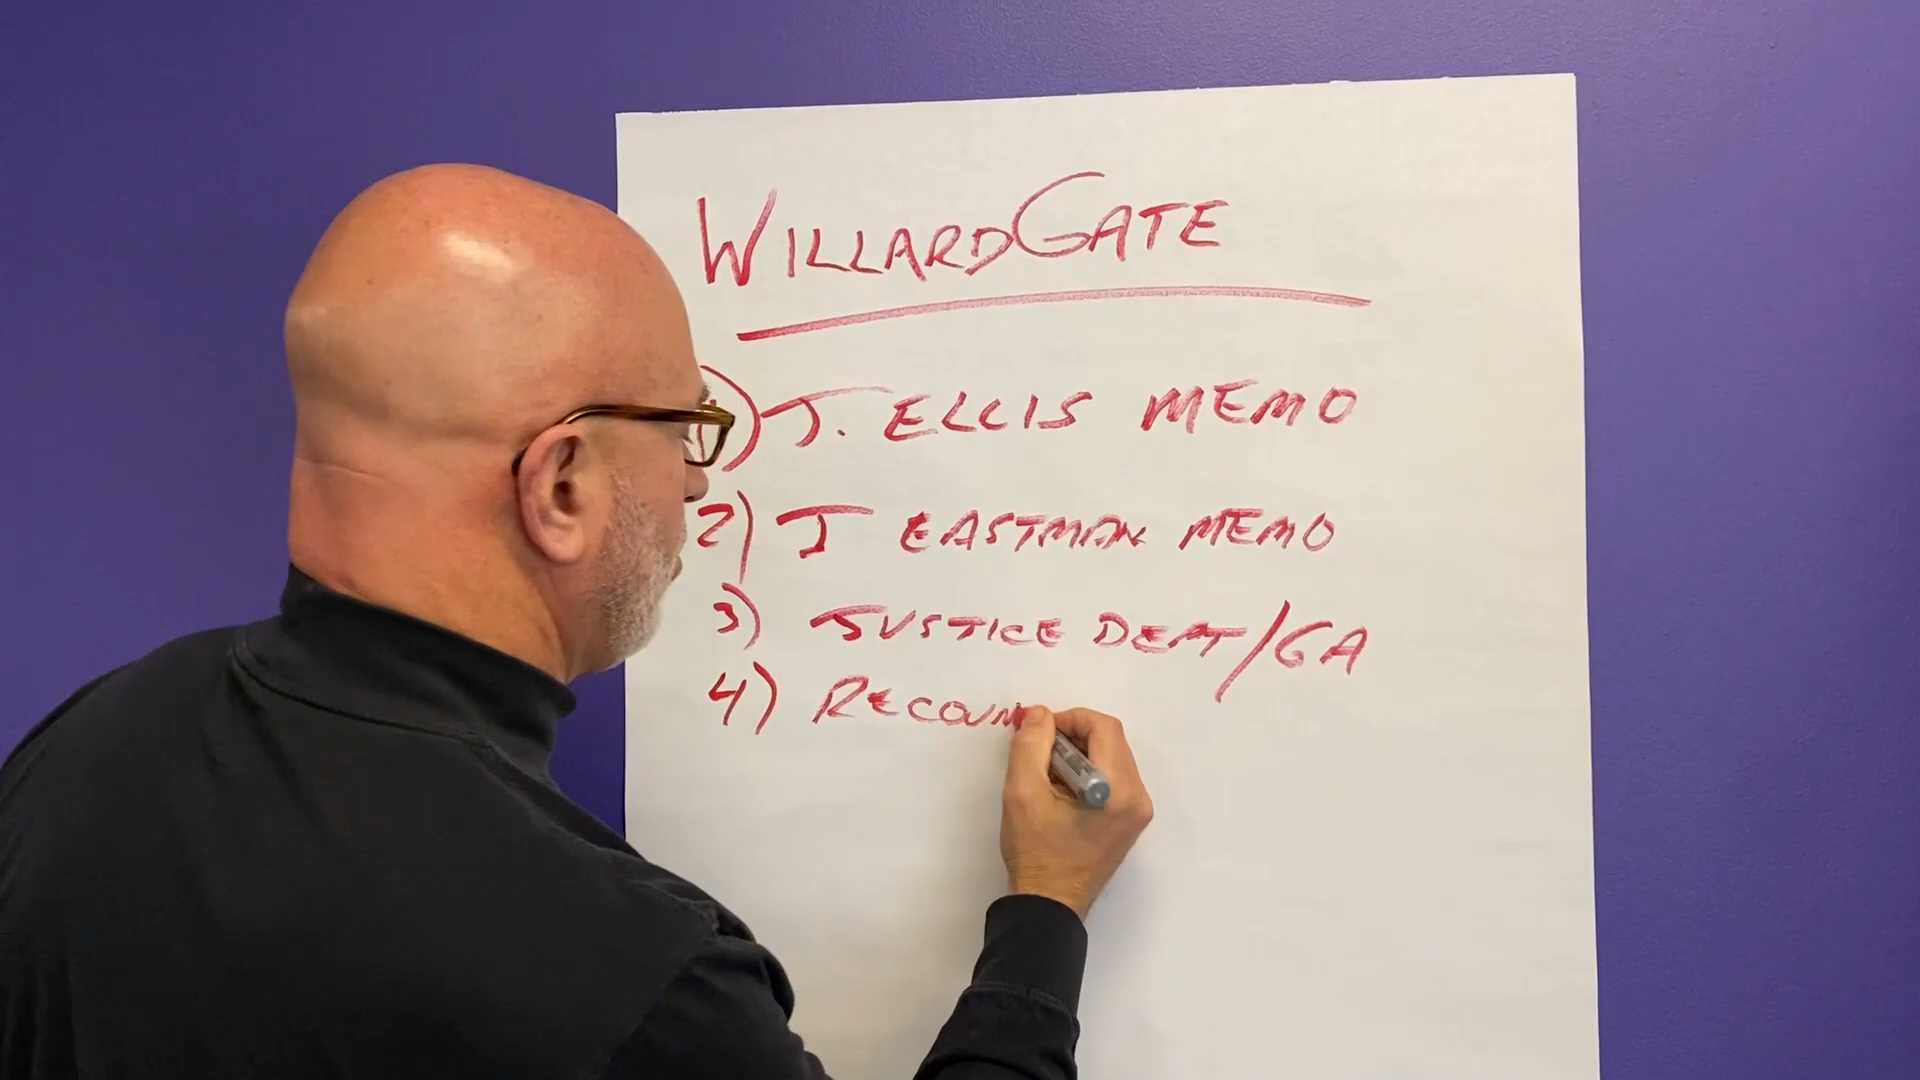 WILLARDGATE
1) J. ELLIS MEMO
2) J EASTMAN MEMO
3) JUSTICE DEPT/GA
4) RECOUN